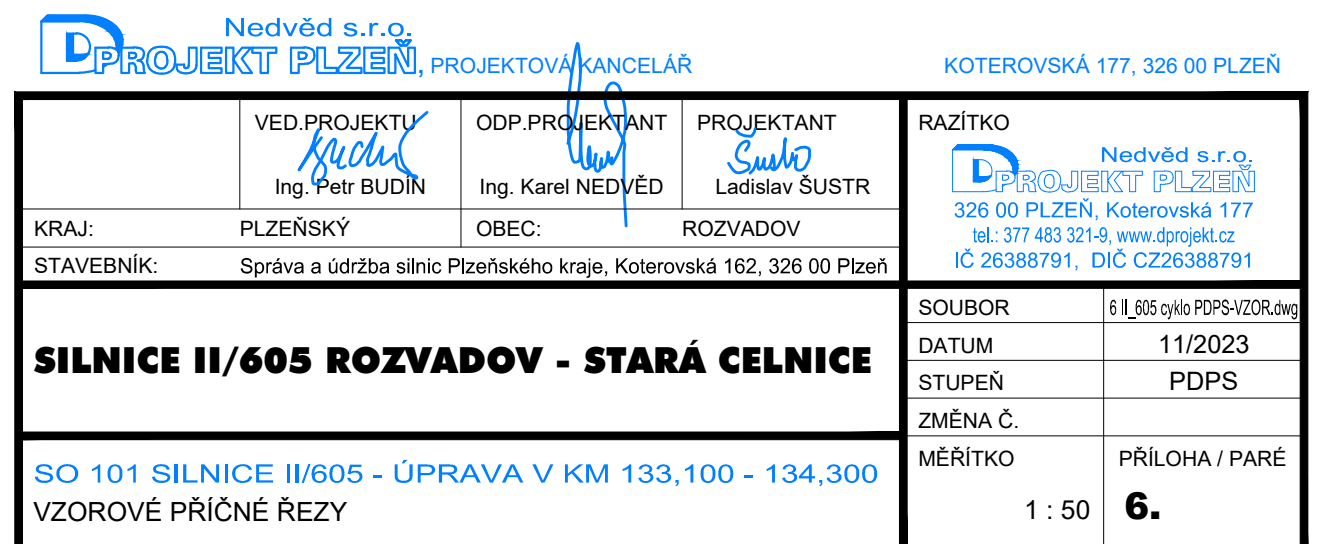 Nedvěd s.r.o.
DPROJEKT PLZEŇ, PROJEKTOVÁ KANCELÁŘ
KOTEROVSKÁ 177, 326 00 PLZEŇ
VED.PROJEKTU
ODP.PROJEKTANT
PROJEKTANT
Ing. Petr BUDÍN
Ing. Karel NEDVĚD
Šustr
Ladislav ŠUSTR
KRAJ: PLZEŇSKÝ
OBEC: ROZVADOV
STAVEBNÍK: Správa a údržba silnic Plzeňského kraje, Koterovská 162, 326 00 Plzeň
RAZÍTKO
Nedvěd s.r.o.
DPROJEKT PLZEŇ
326 00 PLZEŇ, Koterovská 177
tel.: 377 483 321-9, www.dprojekt.cz
IČ 26388791, DIČ CZ26388791
SILNICE II/605 ROZVADOV - STARÁ CELNICE
SOUBOR 6 II_605 cyklo PDPS-VZOR.dwg
DATUM 11/2023
STUPEŇ PDPS
ZMĚNA Č.
SO 101 SILNICE II/605 - ÚPRAVA V KM 133,100 - 134,300
VZOROVÉ PŘÍČNÉ ŘEZY
MĚŘÍTKO
1 : 50
PŘÍLOHA / PARÉ
6.